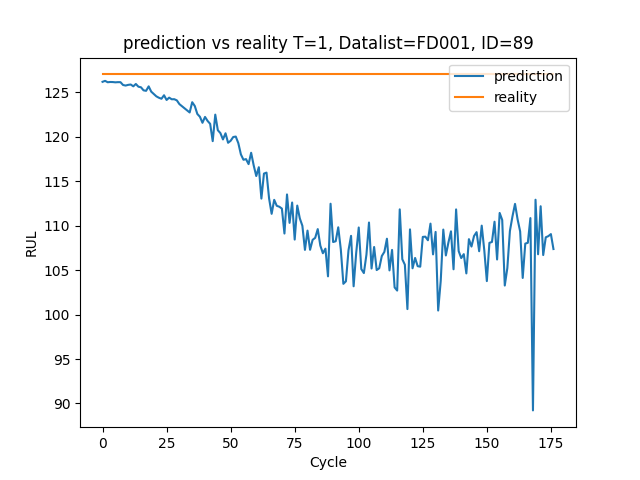 prediction vs reality T=1, Datalist=FD001, ID=89
prediction
reality
RUL
125
120
115
110
105
100
95
90
0 25 50 75 100 125 150 175
Cycle